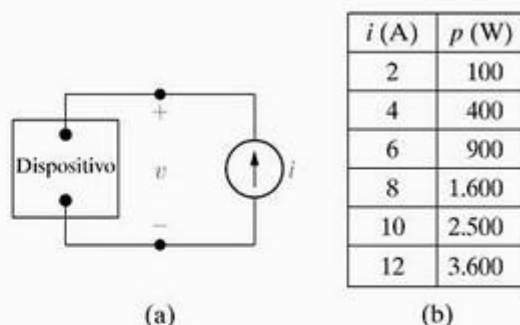 Dispositivo
+
v
−
i
(a)
i (A) p (W)
2 100
4 400
6 900
8 1.600
10 2.500
12 3.600
(b)